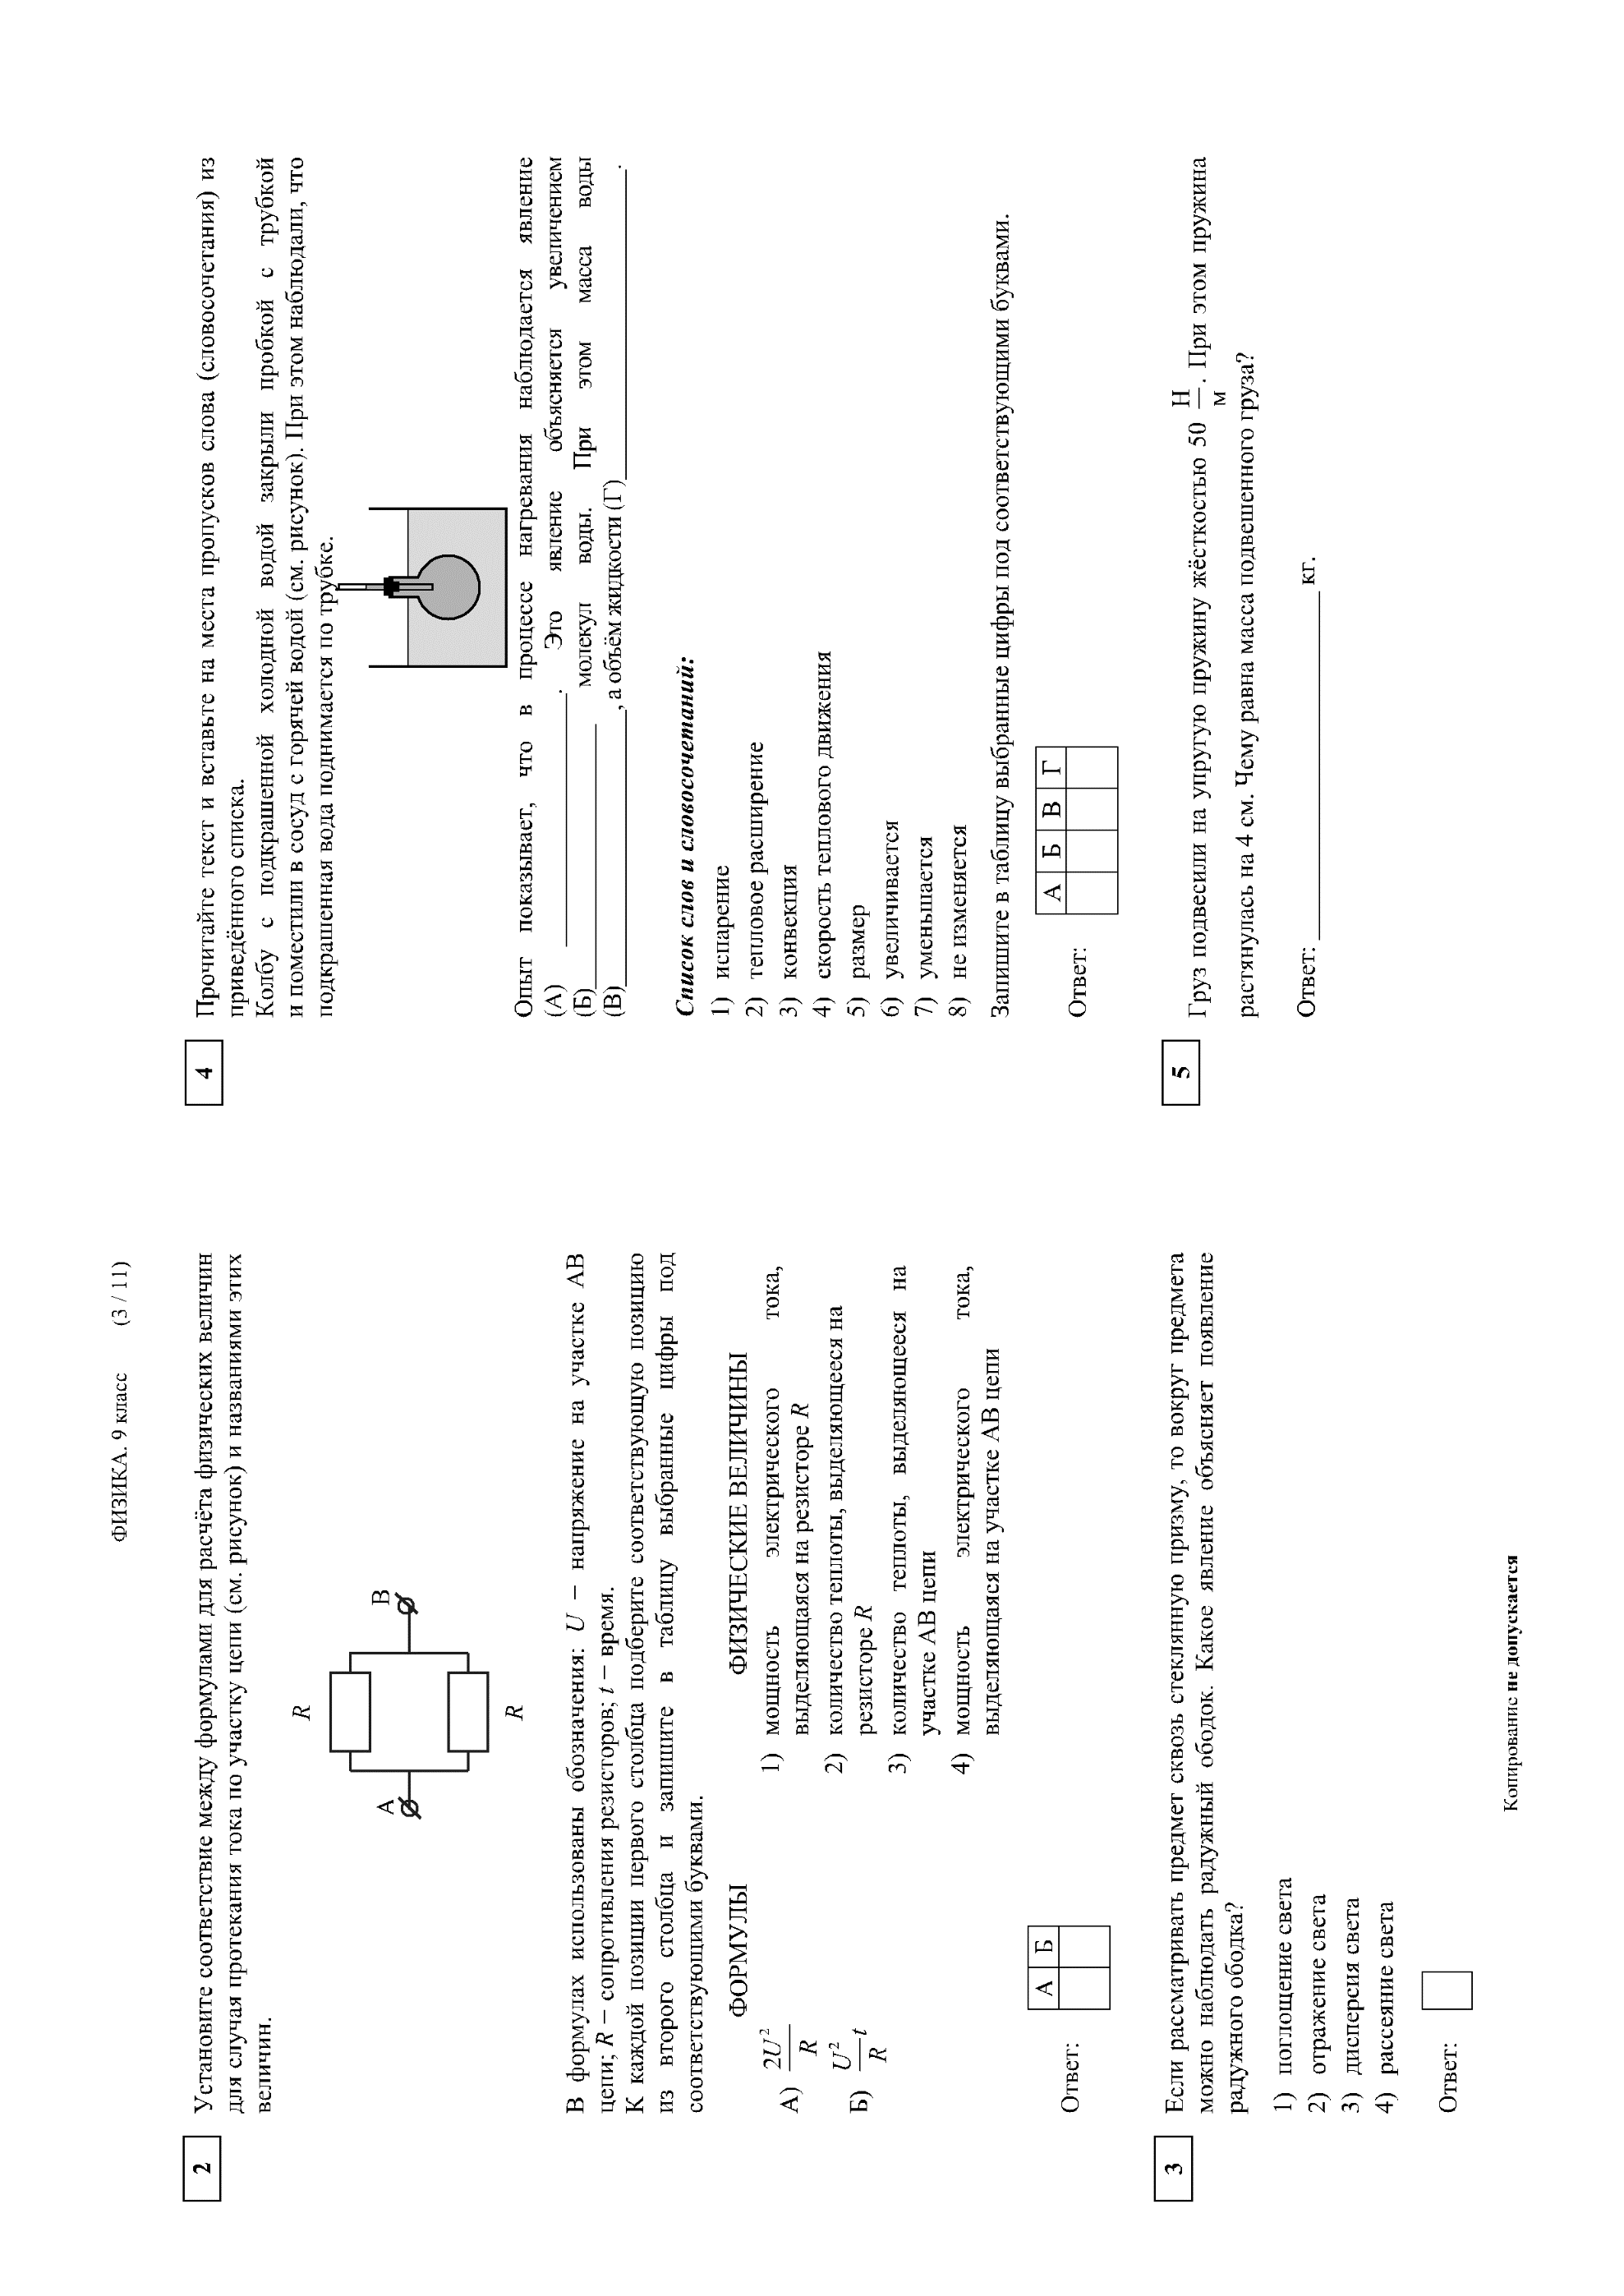 ФИЗИКА. 9 класс (3 / 11)
2
Установите соответствие между формулами для расчёта физических величин
для случая протекания тока по участку цепи (см. рисунок) и названиями этих
величин.
R
A
B
R
В формулах использованы обозначения: U – напряжение на участке AB
цепи; R – сопротивления резисторов; t – время.
К каждой позиции первого столбца подберите соответствующую позицию
из второго столбца и запишите в таблицу выбранные цифры под
соответствующими буквами.
ФОРМУЛЫ
А) 2U²/R
Б) U²/R t
ФИЗИЧЕСКИЕ ВЕЛИЧИНЫ
1) мощность электрического тока,
выделяющаяся на резисторе R
2) количество теплоты, выделяющееся на
резисторе R
3) количество теплоты, выделяющееся на
участке AB цепи
4) мощность электрического тока,
выделяющаяся на участке AB цепи
Ответ:
А Б
3
Если рассматривать предмет сквозь стеклянную призму, то вокруг предмета
можно наблюдать радужный ободок. Какое явление объясняет появление
радужного ободка?
1) поглощение света
2) отражение света
3) дисперсия света
4) рассеяние света
Ответ:
4
Прочитайте текст и вставьте на места пропусков слова (словосочетания) из
приведённого списка.
Колбу с подкрашенной холодной водой закрыли пробкой с трубкой
и поместили в сосуд с горячей водой (см. рисунок). При этом наблюдали, что
подкрашенная вода поднимается по трубке.
Опыт показывает, что в процессе нагревания наблюдается явление
(А)____________________. Это явление объясняется увеличением
(Б)____________________ молекул воды. При этом масса воды
(В)____________________, а объём жидкости (Г)____________________.
Список слов и словосочетаний:
1) испарение
2) тепловое расширение
3) конвекция
4) скорость теплового движения
5) размер
6) увеличивается
7) уменьшается
8) не изменяется
Запишите в таблицу выбранные цифры под соответствующими буквами.
Ответ:
А Б В Г
5
Груз подвесили на упругую пружину жёсткостью 50 Н/м. При этом пружина
растянулась на 4 см. Чему равна масса подвешенного груза?
Ответ: ____________________ кг.
Копирование не допускается